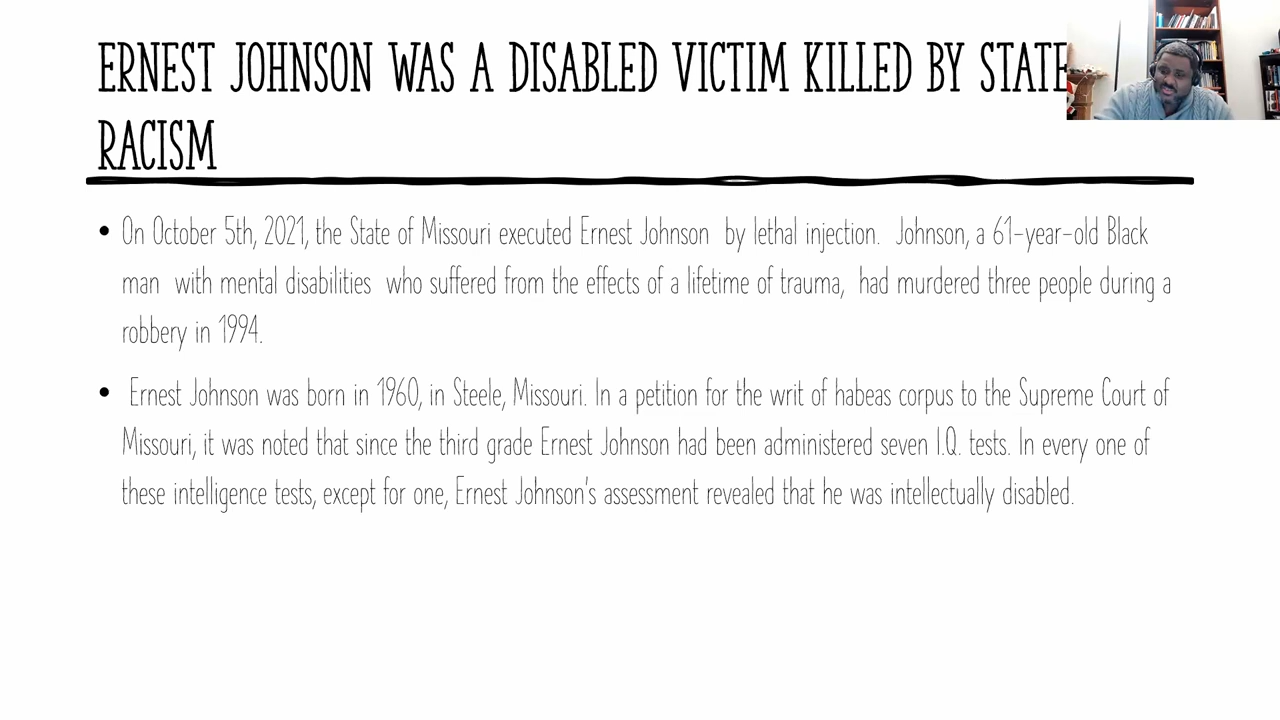 ERNEST JOHNSON WAS A DISABLED VICTIM KILLED BY STATE
RACISM
• On October 5th, 2021, the State of Missouri executed Ernest Johnson by lethal injection. Johnson, a 61-year-old Black
man with mental disabilities who suffered from the effects of a lifetime of trauma, had murdered three people during a
robbery in 1994.
• Ernest Johnson was born in 1960, in Steele, Missouri. In a petition for the writ of habeas corpus to the Supreme Court of
Missouri, it was noted that since the third grade Ernest Johnson had been administered seven I.Q. tests. In every one of
these intelligence tests, except for one, Ernest Johnson's assessment revealed that he was intellectually disabled.